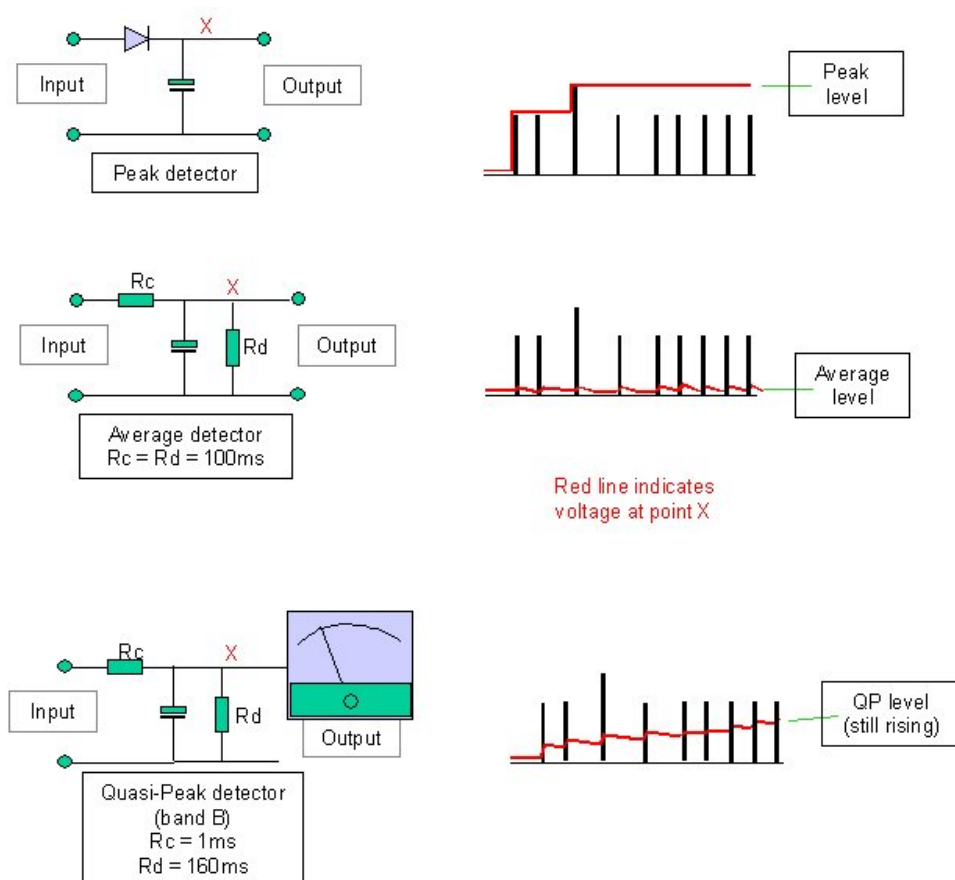 X
Input
Output
Peak detector
Peak
level
Rc
X
Input
Rd
Output
Average detector
Rc = Rd = 100ms
Average
level
Red line indicates
voltage at point X
Rc
X
Input
Rd
Output
Quasi-Peak detector
(band B)
Rc = 1ms
Rd = 160ms
QP level
(still rising)